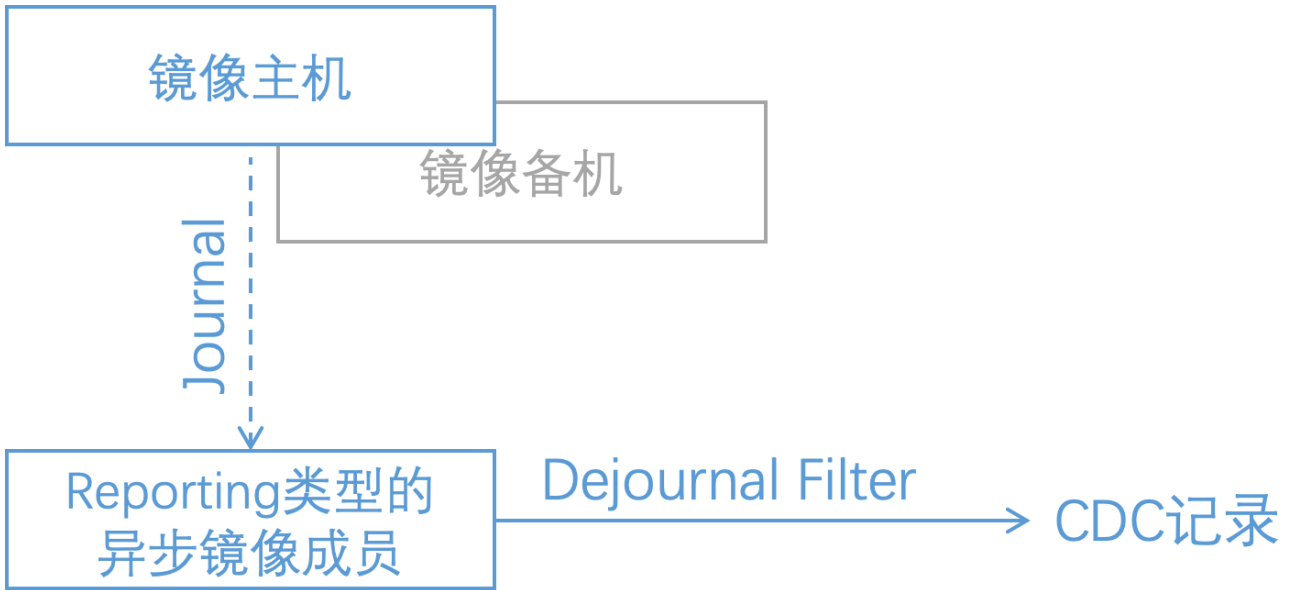 镜像主机
镜像备机
Journal
Reporting类型的
异步镜像成员
Dejournal Filter
CDC记录